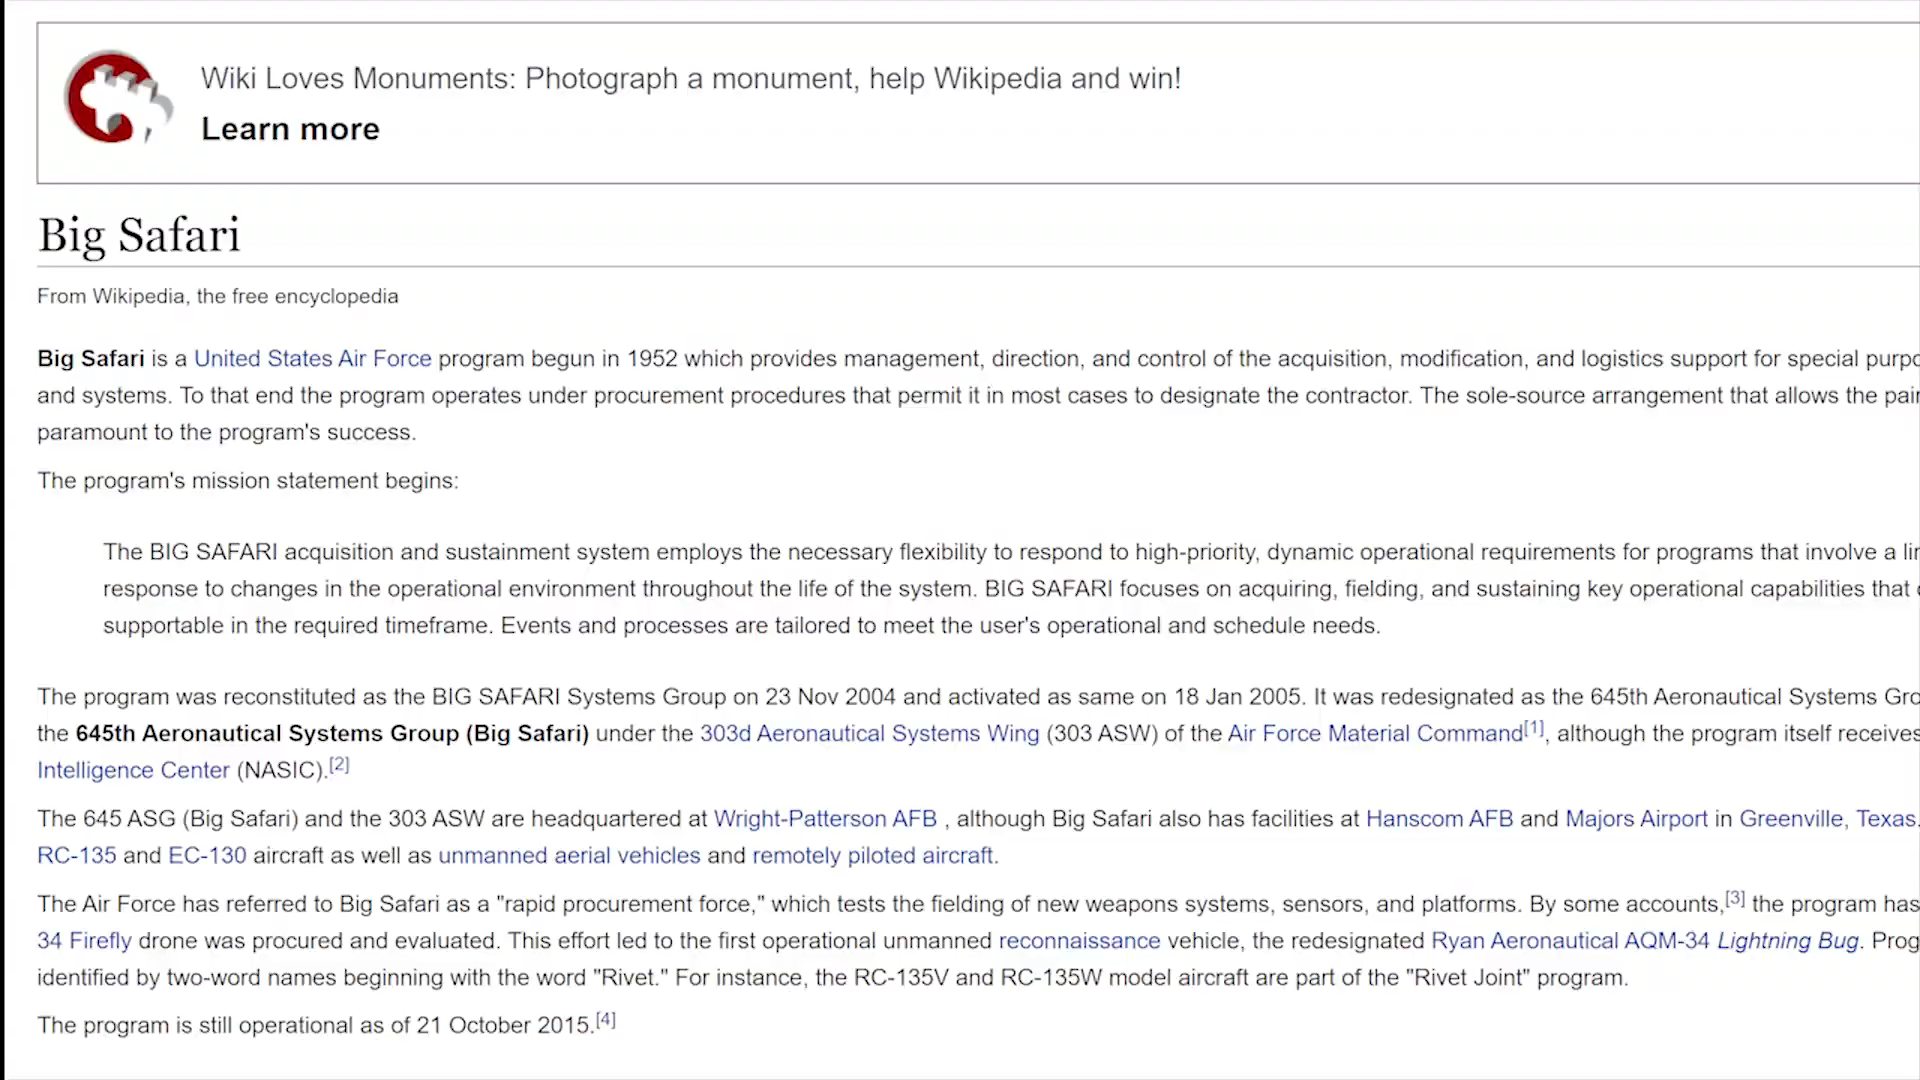 Wiki Loves Monuments: Photograph a monument, help Wikipedia and win!
Learn more
Big Safari
From Wikipedia, the free encyclopedia
Big Safari is a United States Air Force program begun in 1952 which provides management, direction, and control of the acquisition, modification, and logistics support for special
and systems. To that end the program operates under procurement procedures that permit it in most cases to designate the contractor. The sole-source arrangement that allows the
paramount to the program's success.
The program's mission statement begins:
The BIG SAFARI acquisition and sustainment system employs the necessary flexibility to respond to high-priority, dynamic operational requirements for programs that involve a
response to changes in the operational environment throughout the life of the system. BIG SAFARI focuses on acquiring, fielding, and sustaining key operational capabilities that
supportable in the required timeframe. Events and processes are tailored to meet the user's operational and schedule needs.
The program was reconstituted as the BIG SAFARI Systems Group on 23 Nov 2004 and activated as same on 18 Jan 2005. It was redesignated as the 645th Aeronautical Systems
the 645th Aeronautical Systems Group (Big Safari) under the 303d Aeronautical Systems Wing (303 ASW) of the Air Force Material Command[1], although the program itself receives
Intelligence Center (NASIC).[2]
The 645 ASG (Big Safari) and the 303 ASW are headquartered at Wright-Patterson AFB , although Big Safari also has facilities at Hanscom AFB and Majors Airport in Greenville, Texas.
RC-135 and EC-130 aircraft as well as unmanned aerial vehicles and remotely piloted aircraft.
The Air Force has referred to Big Safari as a "rapid procurement force," which tests the fielding of new weapons systems, sensors, and platforms. By some accounts,[3] the program has
34 Firefly drone was procured and evaluated. This effort led to the first operational unmanned reconnaissance vehicle, the redesignated Ryan Aeronautical AQM-34 Lightning Bug.
identified by two-word names beginning with the word "Rivet." For instance, the RC-135V and RC-135W model aircraft are part of the "Rivet Joint" program.
The program is still operational as of 21 October 2015.[4]